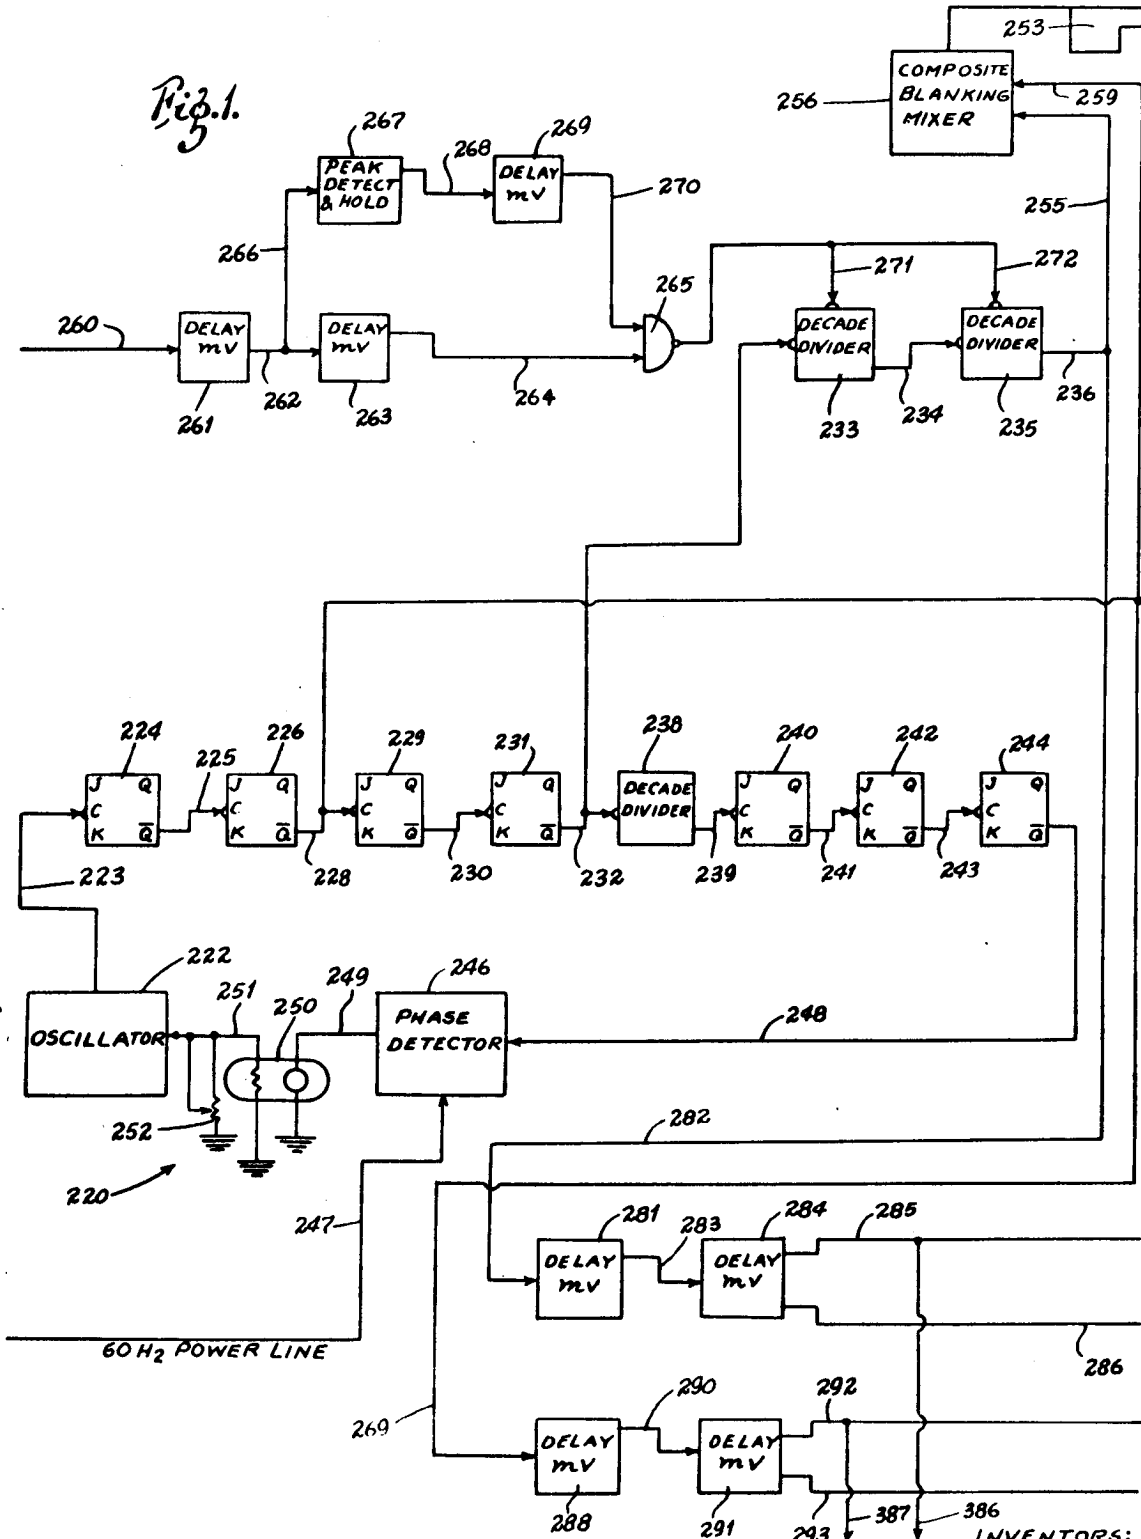 Fig.1.
5
253
COMPOSITE
BLANKING
MIXER
256
259
267
269
268
PEAK
DETECT
& HOLD
DELAY
mV
270
255
266
265
271
272
260
DELAY
mV
DELAY
mV
DECADE
DIVIDER
DECADE
DIVIDER
262
264
234
236
261
263
233
235
224
226
229
231
238
240
242
244
225
J Q
C
K Q̅
J Q
C
K Q̅
J Q
C
K Q̅
J Q
C
K Q̅
DECADE
DIVIDER
J Q
C
K Q̅
J Q
C
K Q̅
J Q
C
K Q̅
223
228
230
232
239
241
243
222
251
249
250
246
OSCILLATOR
PHASE
DETECTOR
248
252
282
220
247
281
283
284
285
DELAY
mV
DELAY
mV
60 HZ POWER LINE
286
290
292
269
DELAY
mV
DELAY
mV
288
291
293
387
386
INVENTORS: